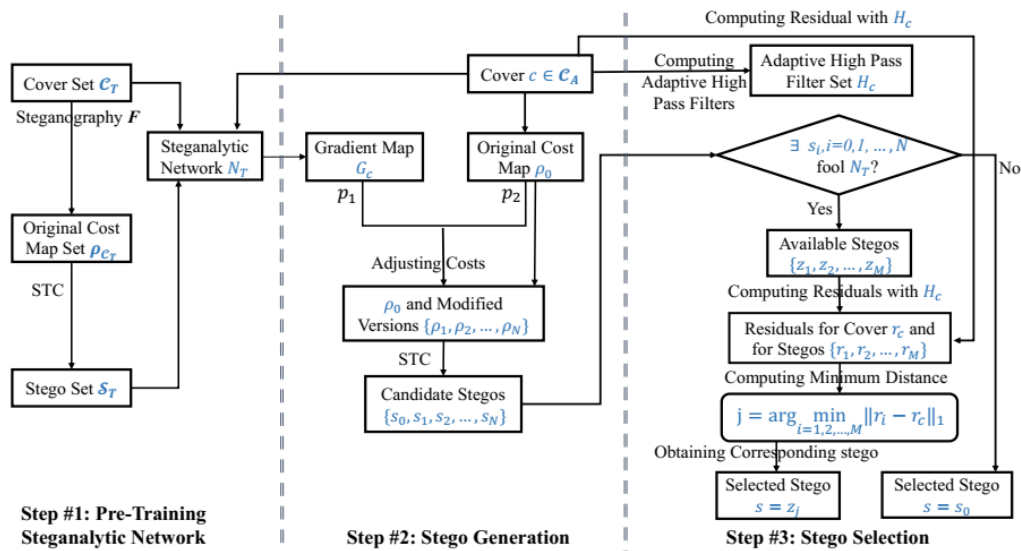 Computing Residual with H_c
Cover Set C_T
Steganography F
Steganalytic
Network N_T
Original Cost
Map Set ρ_{C_T}
STC
Stego Set S_T
Step #1: Pre-Training
Steganalytic Network
Cover c ∈ C_A
Gradient Map
G_c
Original Cost
Map ρ_0
p_1
p_2
Adjusting Costs
ρ_0 and Modified
Versions {ρ_1, ρ_2, ..., ρ_N}
STC
Candidate Stegos
{s_0, s_1, s_2, ..., s_N}
Step #2: Stego Generation
Computing
Adaptive High
Pass Filters
Adaptive High Pass
Filter Set H_c
∃ s_i, i=0, 1, ..., N
fool N_T?
No
Yes
Available Stegos
{z_1, z_2, ..., z_M}
Computing Residuals with H_c
Residuals for Cover r_c and
for Stegos {r_1, r_2, ..., r_M}
Computing Minimum Distance
j = arg min_{i=1,2,...,M} ‖r_i − r_c‖_1
Obtaining Corresponding stego
Selected Stego
s = z_j
Selected Stego
s = s_0
Step #3: Stego Selection